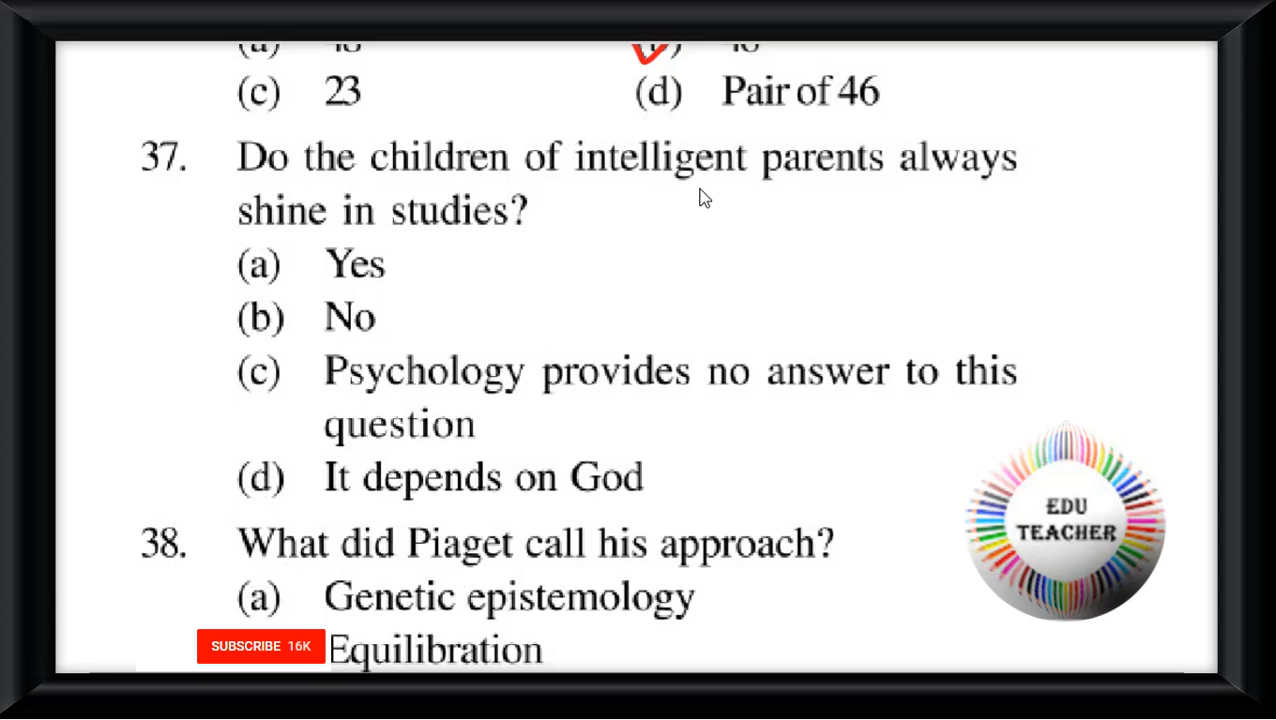 (c) 23 (d) Pair of 46
37. Do the children of intelligent parents always
shine in studies?
(a) Yes
(b) No
(c) Psychology provides no answer to this
question
(d) It depends on God
EDU
TEACHER
38. What did Piaget call his approach?
(a) Genetic epistemology
SUBSCRIBE 16K
Equilibration